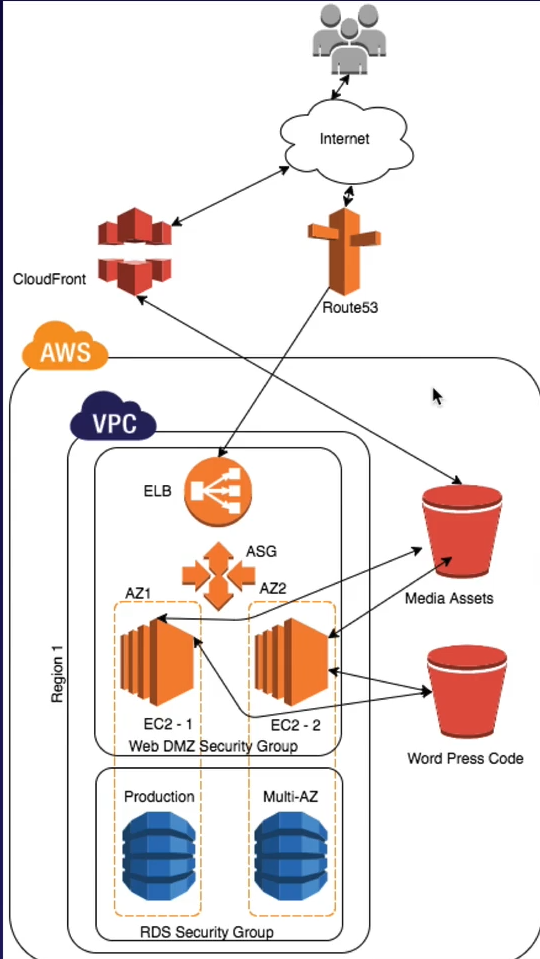 Internet
CloudFront
Route53
AWS
VPC
ELB
ASG
AZ1
AZ2
Media Assets
Region 1
EC2 - 1
EC2 - 2
Web DMZ Security Group
Word Press Code
Production
Multi-AZ
RDS Security Group